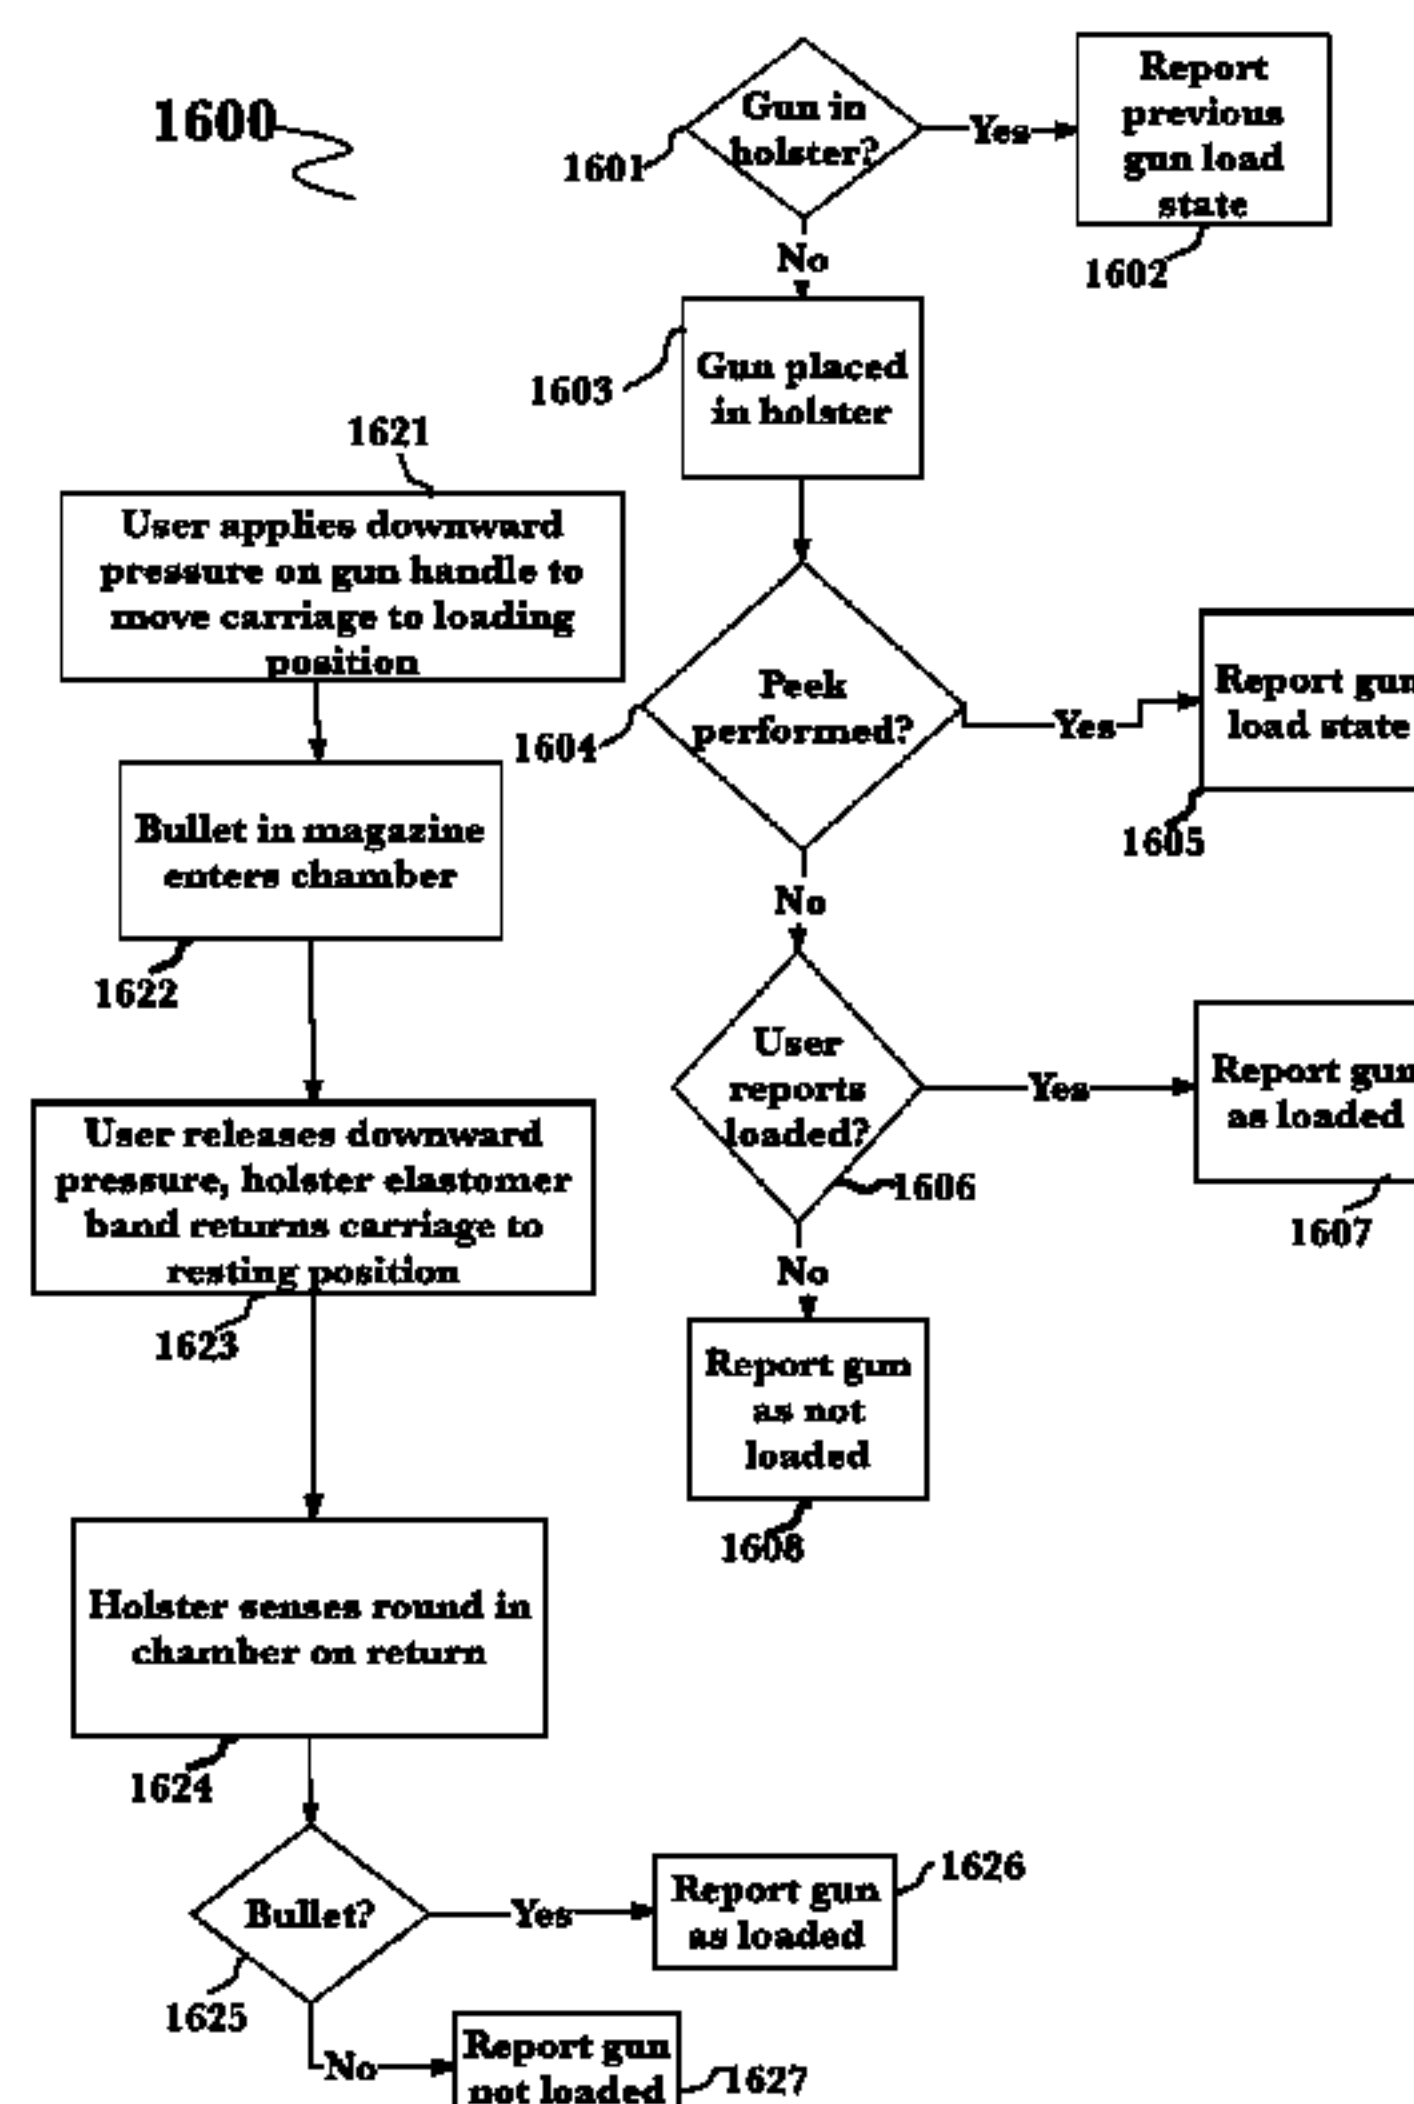 1600
Gun in
holster?
1601
Yes
Report
previous
gun load
state
1602
No
Gun placed
in holster
1603
Peek
performed?
1604
Yes
Report gun
load state
1605
No
User
reports
loaded?
1606
Yes
Report gun
as loaded
1607
No
Report gun
as not
loaded
1608
1621
User applies downward
pressure on gun handle to
move carriage to loading
position
Bullet in magazine
enters chamber
1622
User releases downward
pressure, holster elastomer
band returns carriage to
resting position
1623
Holster senses round in
chamber on return
1624
Bullet?
1625
Yes
Report gun
as loaded
1626
No
Report gun
not loaded
1627